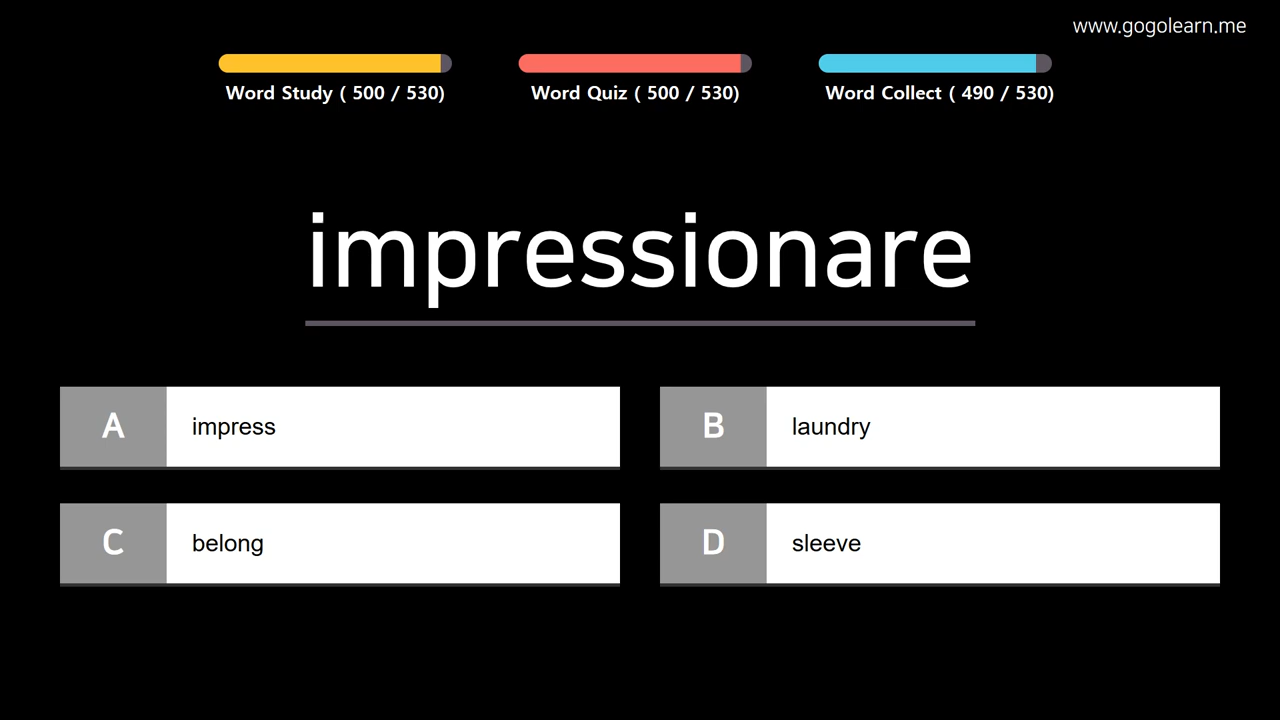 www.gogolearn.me
Word Study ( 500 / 530)
Word Quiz ( 500 / 530)
Word Collect ( 490 / 530)
impressionare
A impress
B laundry
C belong
D sleeve